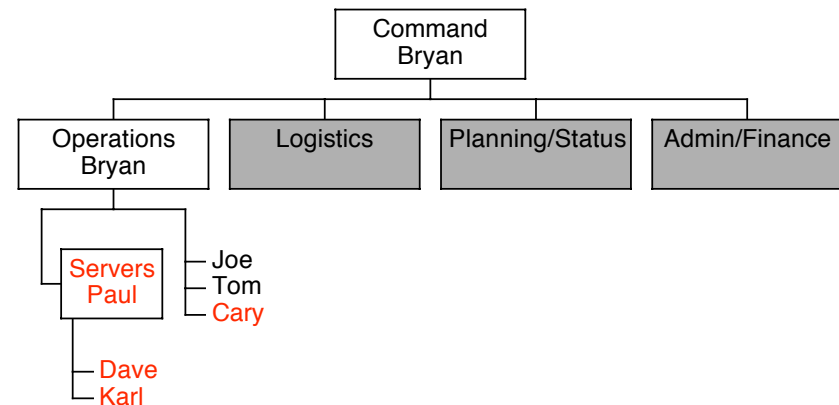 Command
Bryan
Operations
Bryan
Logistics
Planning/Status
Admin/Finance
Servers
Paul
Joe
Tom
Cary
Dave
Karl